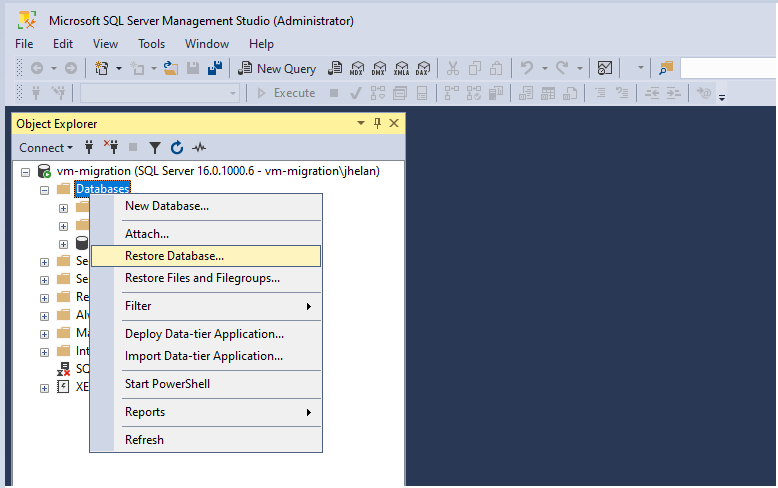 Microsoft SQL Server Management Studio (Administrator)
File Edit View Tools Window Help
New Query MDX DMX XMLA DAX
Execute
Object Explorer
Connect
vm-migration (SQL Server 16.0.1000.6 - vm-migration\jhelan)
Databases
New Database...
Attach...
Restore Database...
Se
Restore Files and Filegroups...
Se
Re
Filter
Alv
Ma
Deploy Data-tier Application...
Int
Import Data-tier Application...
SQ
XE
Start PowerShell
Reports
Refresh